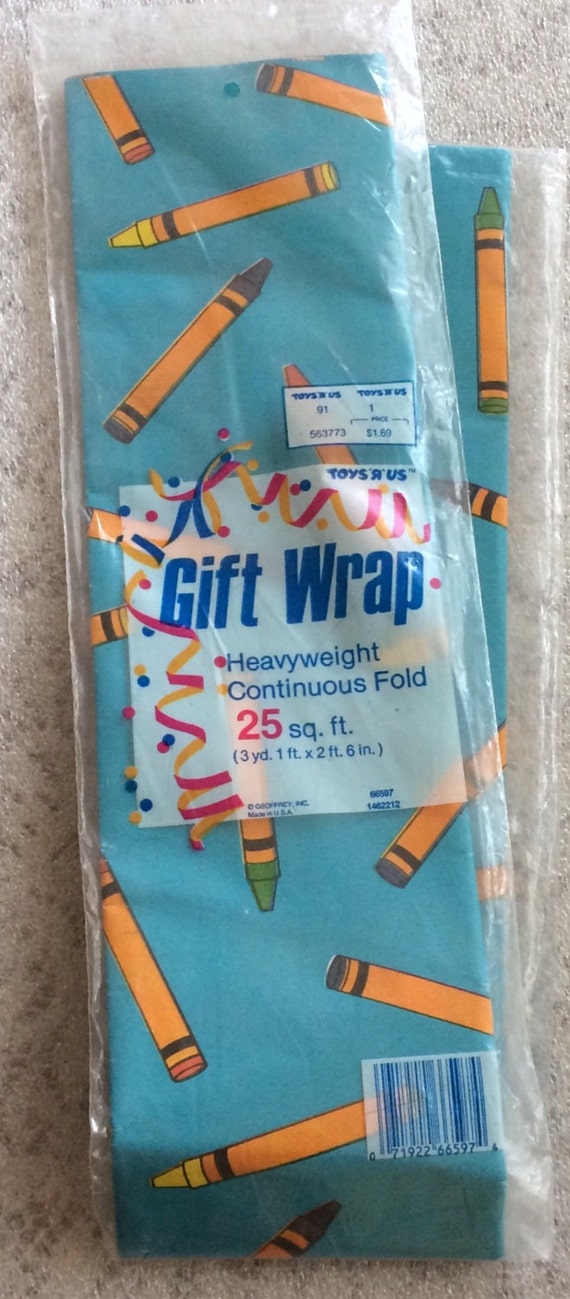 TOYS "R" US TOYS "R" US
91 1
PRICE
563773 $1.69
TOYS "R" US™
Gift Wrap
Heavyweight
Continuous Fold
25 sq. ft.
(3 yd. 1 ft. x 2 ft. 6 in.)
66597
1462212
© GEOFFREY, INC.
Made in U.S.A.
0 71922 66597 4